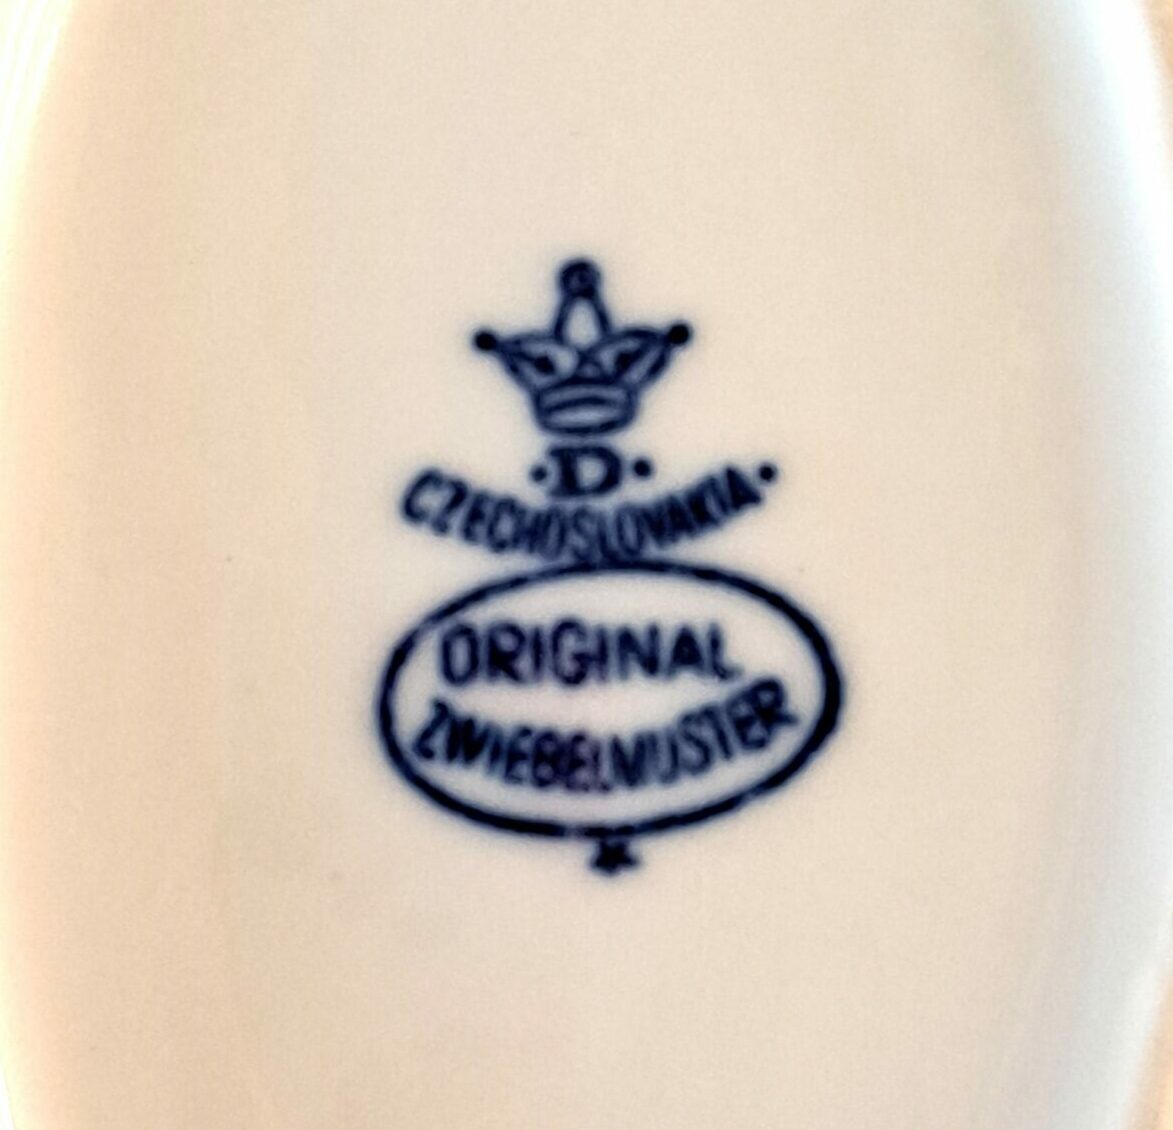 ·D·
CZECHOSLOVAKIA·
ORIGINAL
ZWIEBELMUSTER